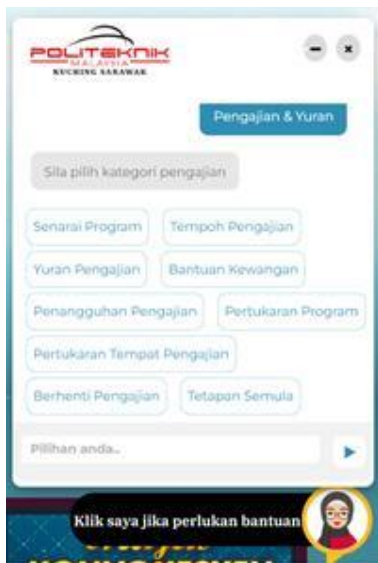 POLITEKNIK
MALAYSIA
KUCHING SARAWAK
Pengajian & Yuran
Sila pilih kategori pengajian
Senarai Program
Tempoh Pengajian
Yuran Pengajian
Bantuan Kewangan
Penangguhan Pengajian
Pertukaran Program
Pertukaran Tempat Pengajian
Berhenti Pengajian
Tetapan Semula
Pilihan anda..
Klik saya jika perlukan bantuan